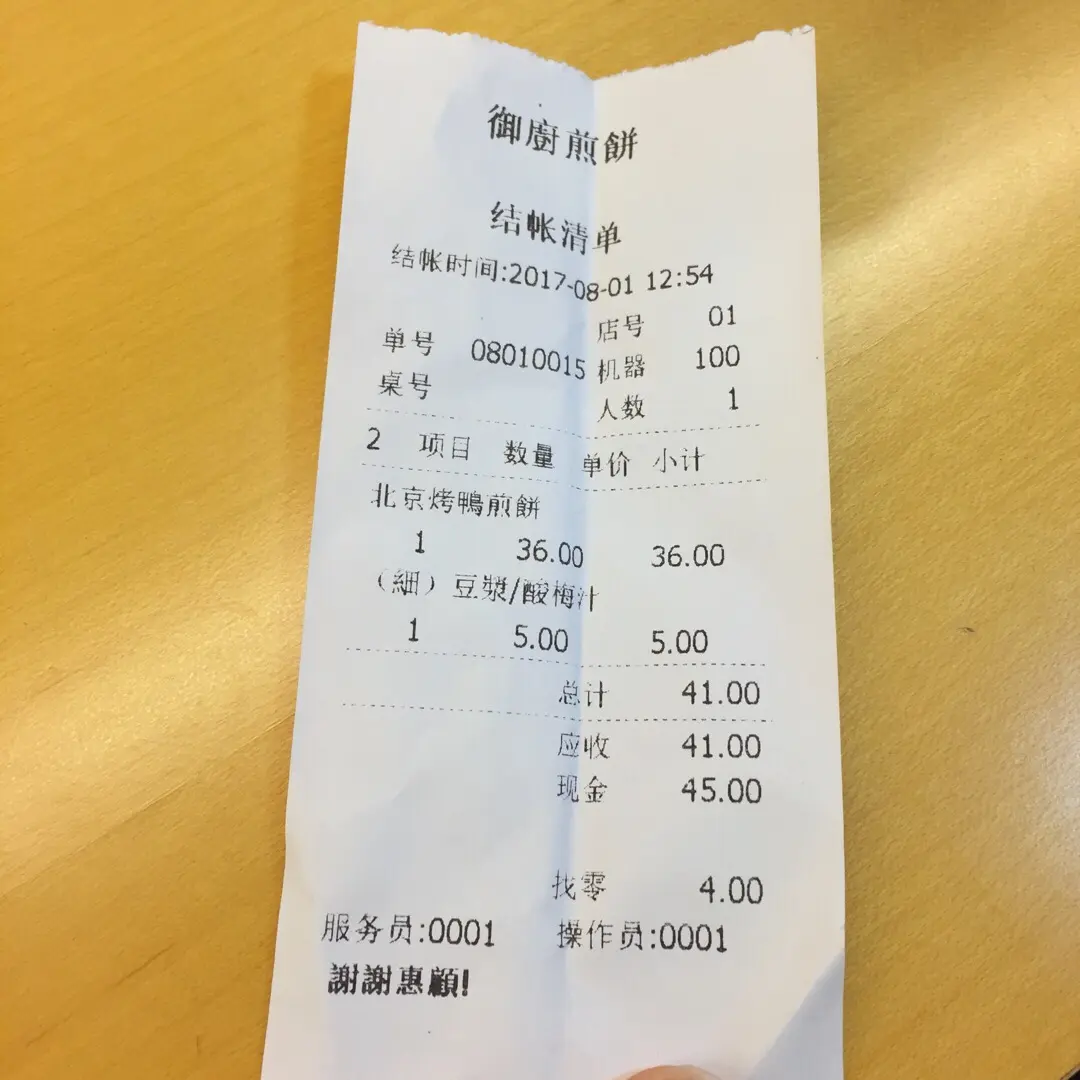 御廚煎餅
结帐清单
结帐时间:2017-08-01 12:54
店号 01
单号 08010015 机器 100
桌号 人数 1
2 项目 数量 单价 小计
北京烤鴨煎餅
1 36.00 36.00
（細）豆漿/酸梅汁
1 5.00 5.00
总计 41.00
应收 41.00
现金 45.00
找零 4.00
服务员:0001 操作员:0001
謝謝惠顧!